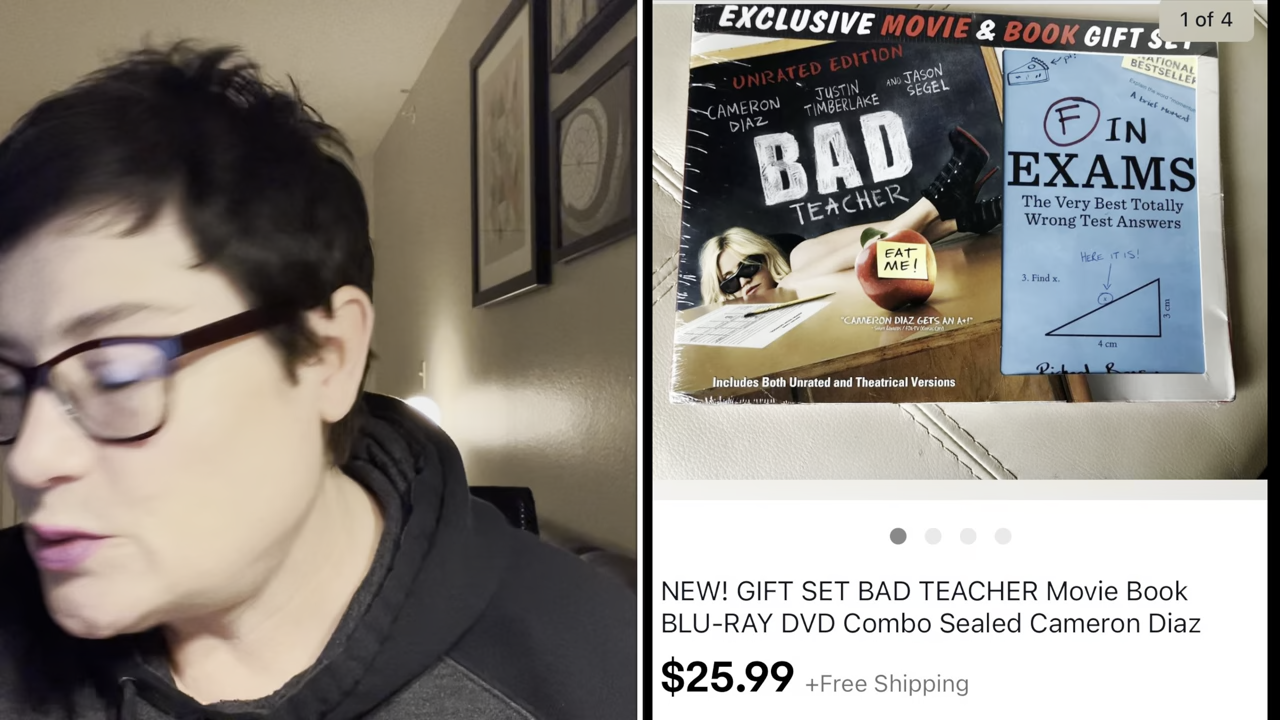 1 of 4
EXCLUSIVE MOVIE & BOOK GIFT SET
UNRATED EDITION
CAMERON DIAZ
JUSTIN TIMBERLAKE
AND JASON SEGEL
BAD
TEACHER
EAT
ME!
"CAMERON DIAZ GETS AN A+!"
Includes Both Unrated and Theatrical Versions
NATIONAL
BESTSELLER
A brief moment
F IN
EXAMS
The Very Best Totally
Wrong Test Answers
HERE IT IS!
3. Find x.
x
3 cm
4 cm
NEW! GIFT SET BAD TEACHER Movie Book
BLU-RAY DVD Combo Sealed Cameron Diaz
$25.99 +Free Shipping